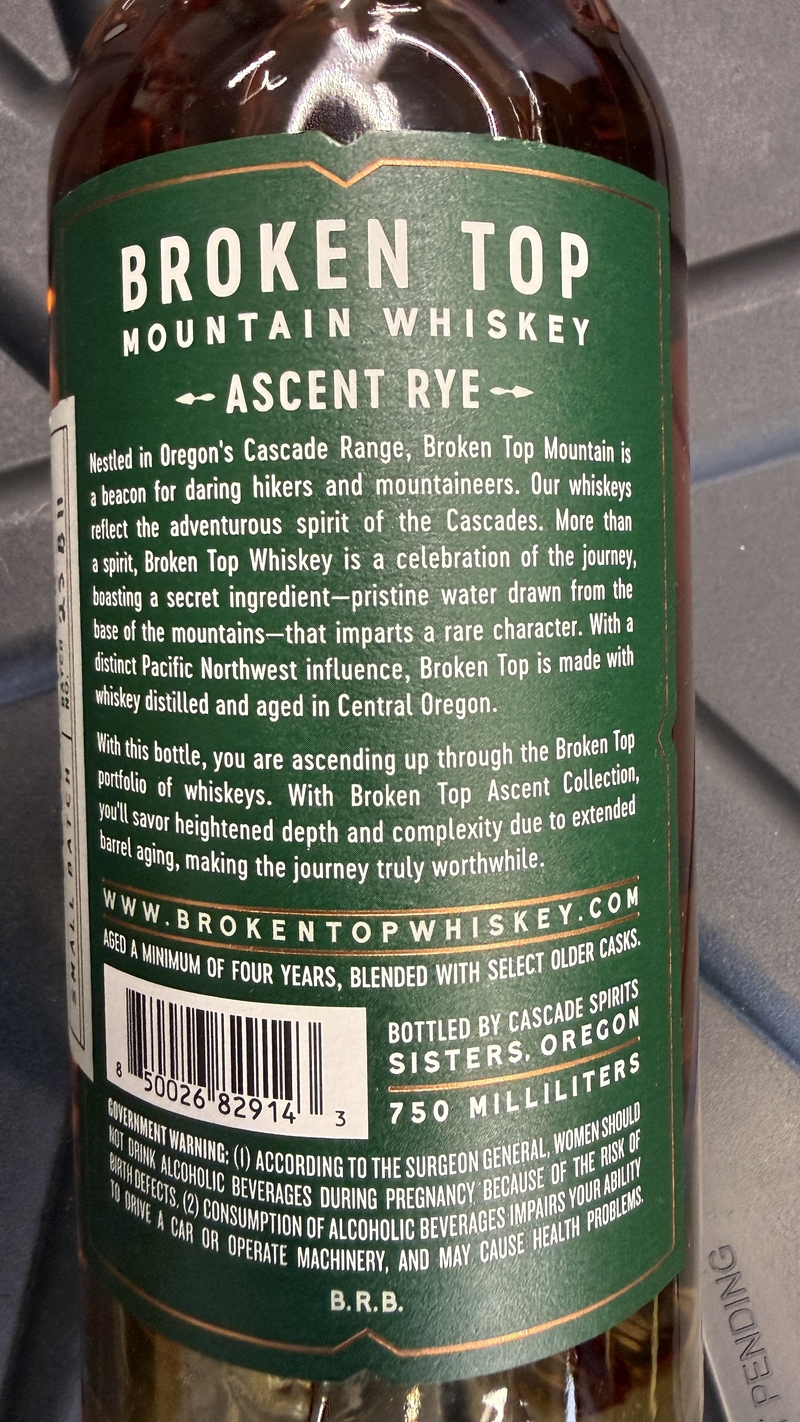 BROKEN TOP
MOUNTAIN WHISKEY
ASCENT RYE
Nestled in Oregon's Cascade Range, Broken Top Mountain is
a beacon for daring hikers and mountaineers. Our whiskeys
reflect the adventurous spirit of the Cascades. More than
a spirit, Broken Top Whiskey is a celebration of the journey,
boasting a secret ingredient—pristine water drawn from the
base of the mountains—that imparts a rare character. With a
distinct Pacific Northwest influence, Broken Top is made with
whiskey distilled and aged in Central Oregon.
With this bottle, you are ascending up through the Broken Top
portfolio of whiskeys. With Broken Top Ascent Collection,
you'll savor heightened depth and complexity due to extended
barrel aging, making the journey truly worthwhile.
WWW.BROKENTOPWHISKEY.COM
AGED A MINIMUM OF FOUR YEARS, BLENDED WITH SELECT OLDER CASKS.
8 50026 82914 3
BOTTLED BY CASCADE SPIRITS
SISTERS, OREGON
750 MILLILITERS
GOVERNMENT WARNING: (1) ACCORDING TO THE SURGEON GENERAL, WOMEN SHOULD
NOT DRINK ALCOHOLIC BEVERAGES DURING PREGNANCY BECAUSE OF THE RISK OF
BIRTH DEFECTS. (2) CONSUMPTION OF ALCOHOLIC BEVERAGES IMPAIRS YOUR ABILITY
TO DRIVE A CAR OR OPERATE MACHINERY, AND MAY CAUSE HEALTH PROBLEMS.
B.R.B.
SMALL BATCH
BATCH NO.
PENDING